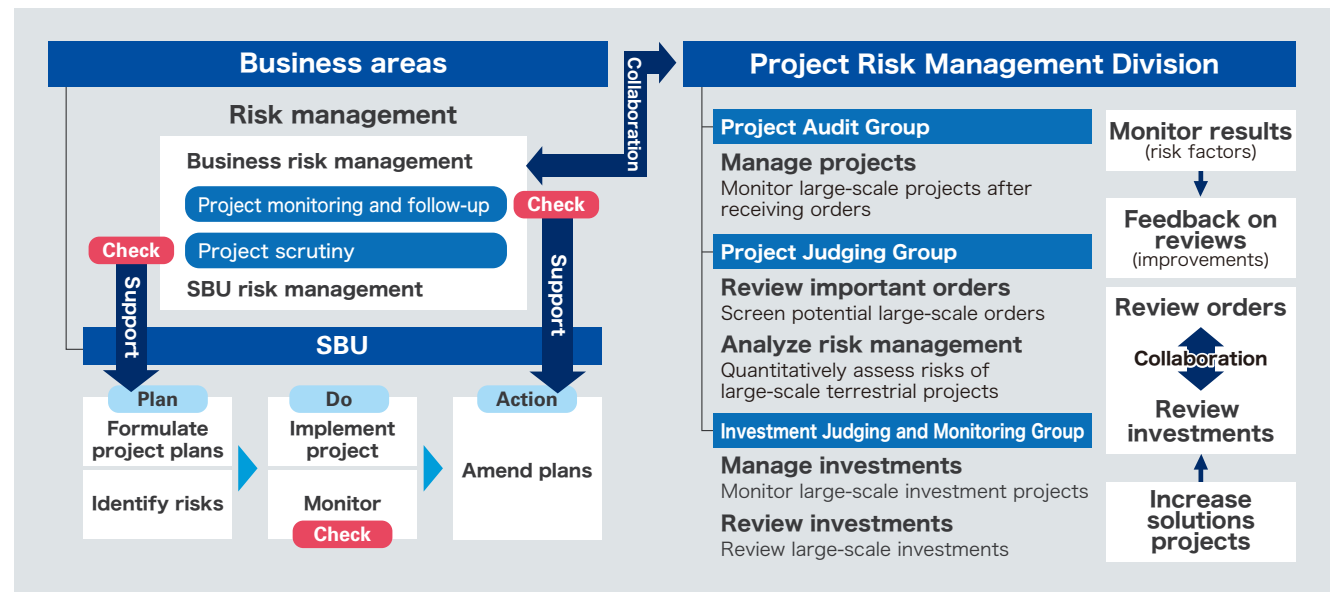 Business areas
Risk management
Business risk management
Project monitoring and follow-up
Check
Check
Project scrutiny
SBU risk management
Support
Support
SBU
Plan
Formulate
project plans
Identify risks
Do
Implement
project
Monitor
Check
Action
Amend plans
Collaboration
Project Risk Management Division
Project Audit Group
Manage projects
Monitor large-scale projects after
receiving orders
Project Judging Group
Review important orders
Screen potential large-scale orders
Analyze risk management
Quantitatively assess risks of
large-scale terrestrial projects
Investment Judging and Monitoring Group
Manage investments
Monitor large-scale investment projects
Review investments
Review large-scale investments
Monitor results
(risk factors)
Feedback on
reviews
(improvements)
Review orders
Collaboration
Review
investments
Increase
solutions
projects